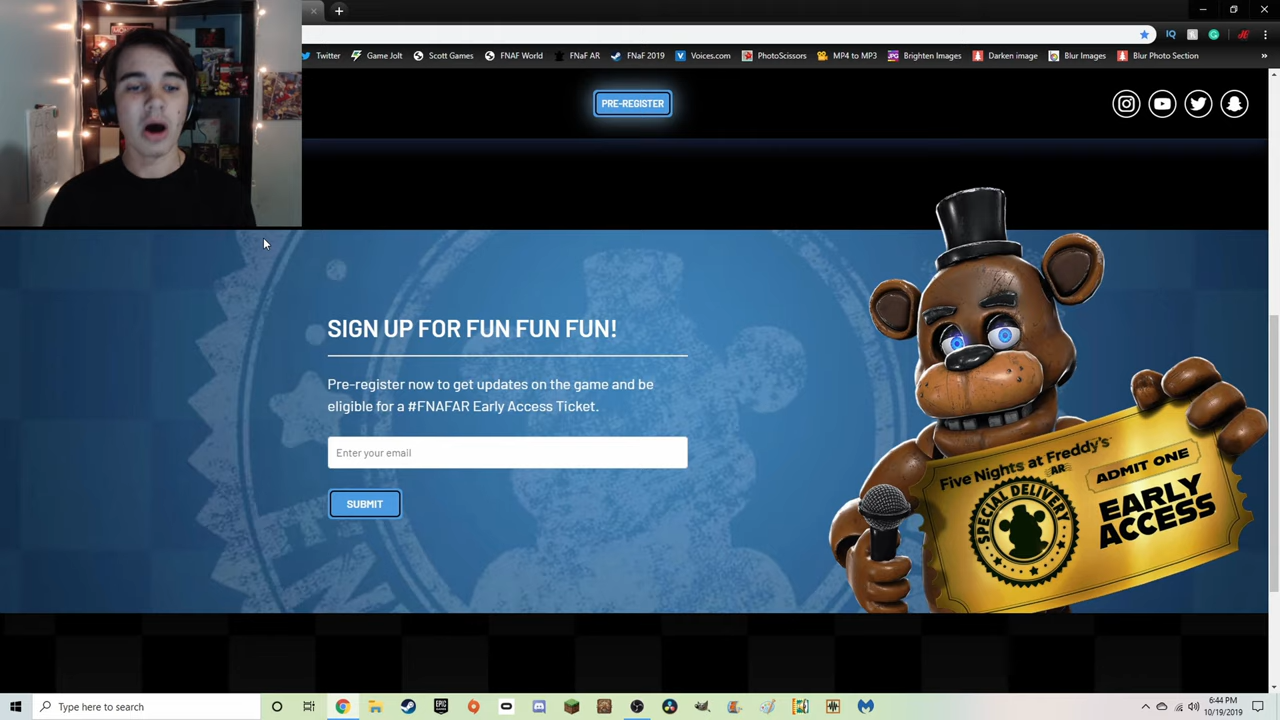 Twitter Game Jolt Scott Games FNAF World FNaF AR FNaF 2019 Voices.com PhotoScissors MP4 to MP3 Brighten Images Darken image Blur Images Blur Photo Section »
PRE-REGISTER
SIGN UP FOR FUN FUN FUN!
Pre-register now to get updates on the game and be
eligible for a #FNAFAR Early Access Ticket.
Enter your email
SUBMIT
Five Nights at Freddy's
AR
SPECIAL DELIVERY
ADMIT ONE
EARLY
ACCESS
Type here to search
6:44 PM
10/19/2019